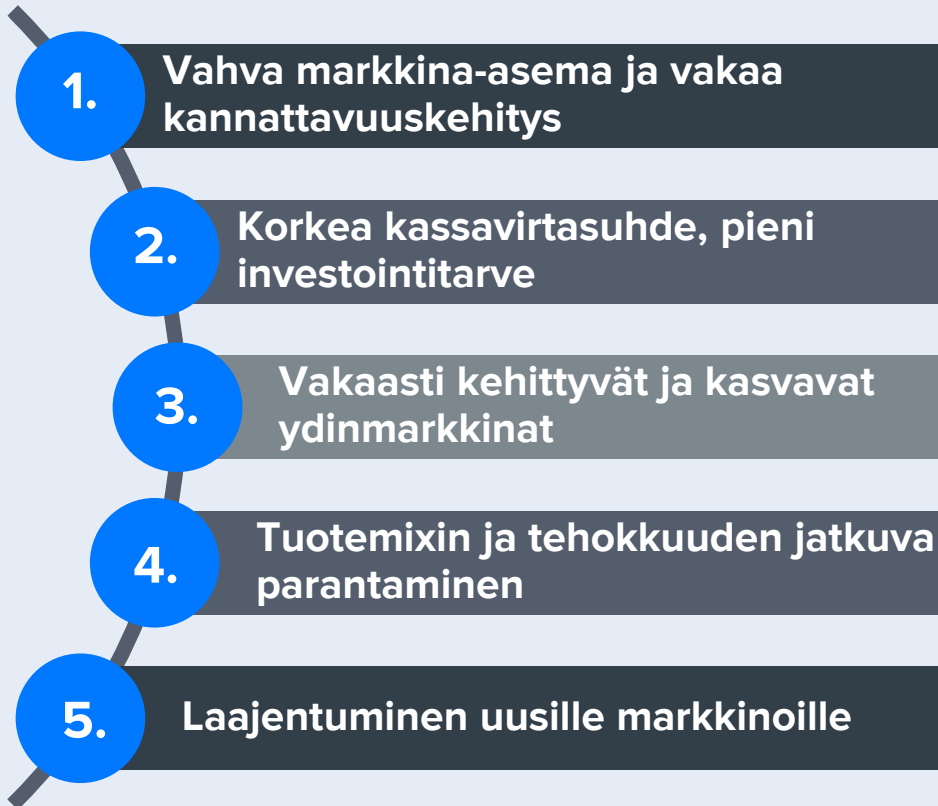 1.
Vahva markkina-asema ja vakaa
kannattavuuskehitys
2.
Korkea kassavirtasuhde, pieni
investointitarve
3.
Vakaasti kehittyvät ja kasvavat
ydinmarkkinat
4.
Tuotemixin ja tehokkuuden jatkuva
parantaminen
5.
Laajentuminen uusille markkinoille